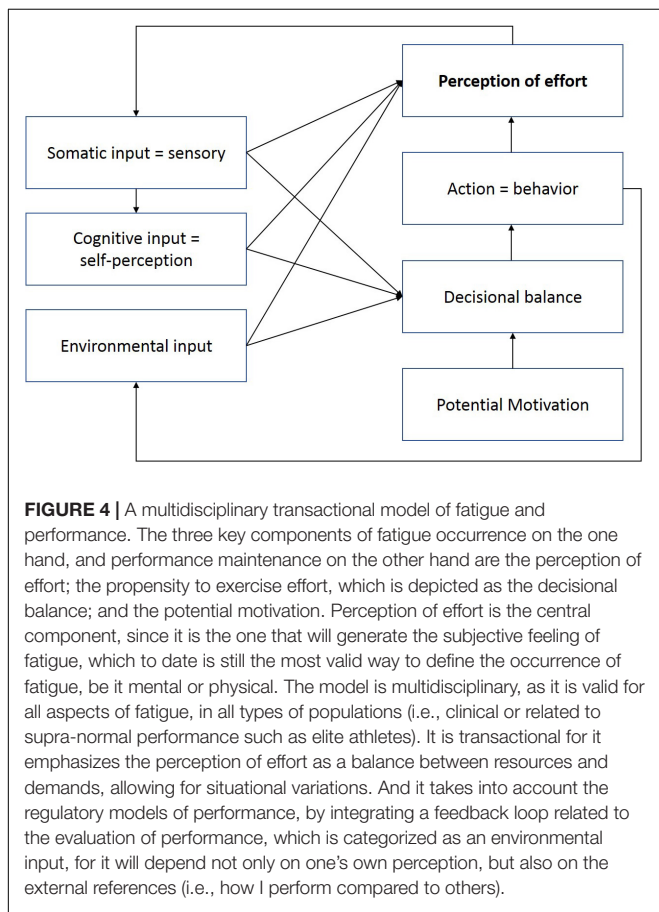 Perception of effort
Somatic input = sensory
Action = behavior
Cognitive input =
self-perception
Decisional balance
Environmental input
Potential Motivation
FIGURE 4 | A multidisciplinary transactional model of fatigue and
performance. The three key components of fatigue occurrence on the one
hand, and performance maintenance on the other hand are the perception of
effort; the propensity to exercise effort, which is depicted as the decisional
balance; and the potential motivation. Perception of effort is the central
component, since it is the one that will generate the subjective feeling of
fatigue, which to date is still the most valid way to define the occurrence of
fatigue, be it mental or physical. The model is multidisciplinary, as it is valid for
all aspects of fatigue, in all types of populations (i.e., clinical or related to
supra-normal performance such as elite athletes). It is transactional for it
emphasizes the perception of effort as a balance between resources and
demands, allowing for situational variations. And it takes into account the
regulatory models of performance, by integrating a feedback loop related to
the evaluation of performance, which is categorized as an environmental
input, for it will depend not only on one's own perception, but also on the
external references (i.e., how I perform compared to others).